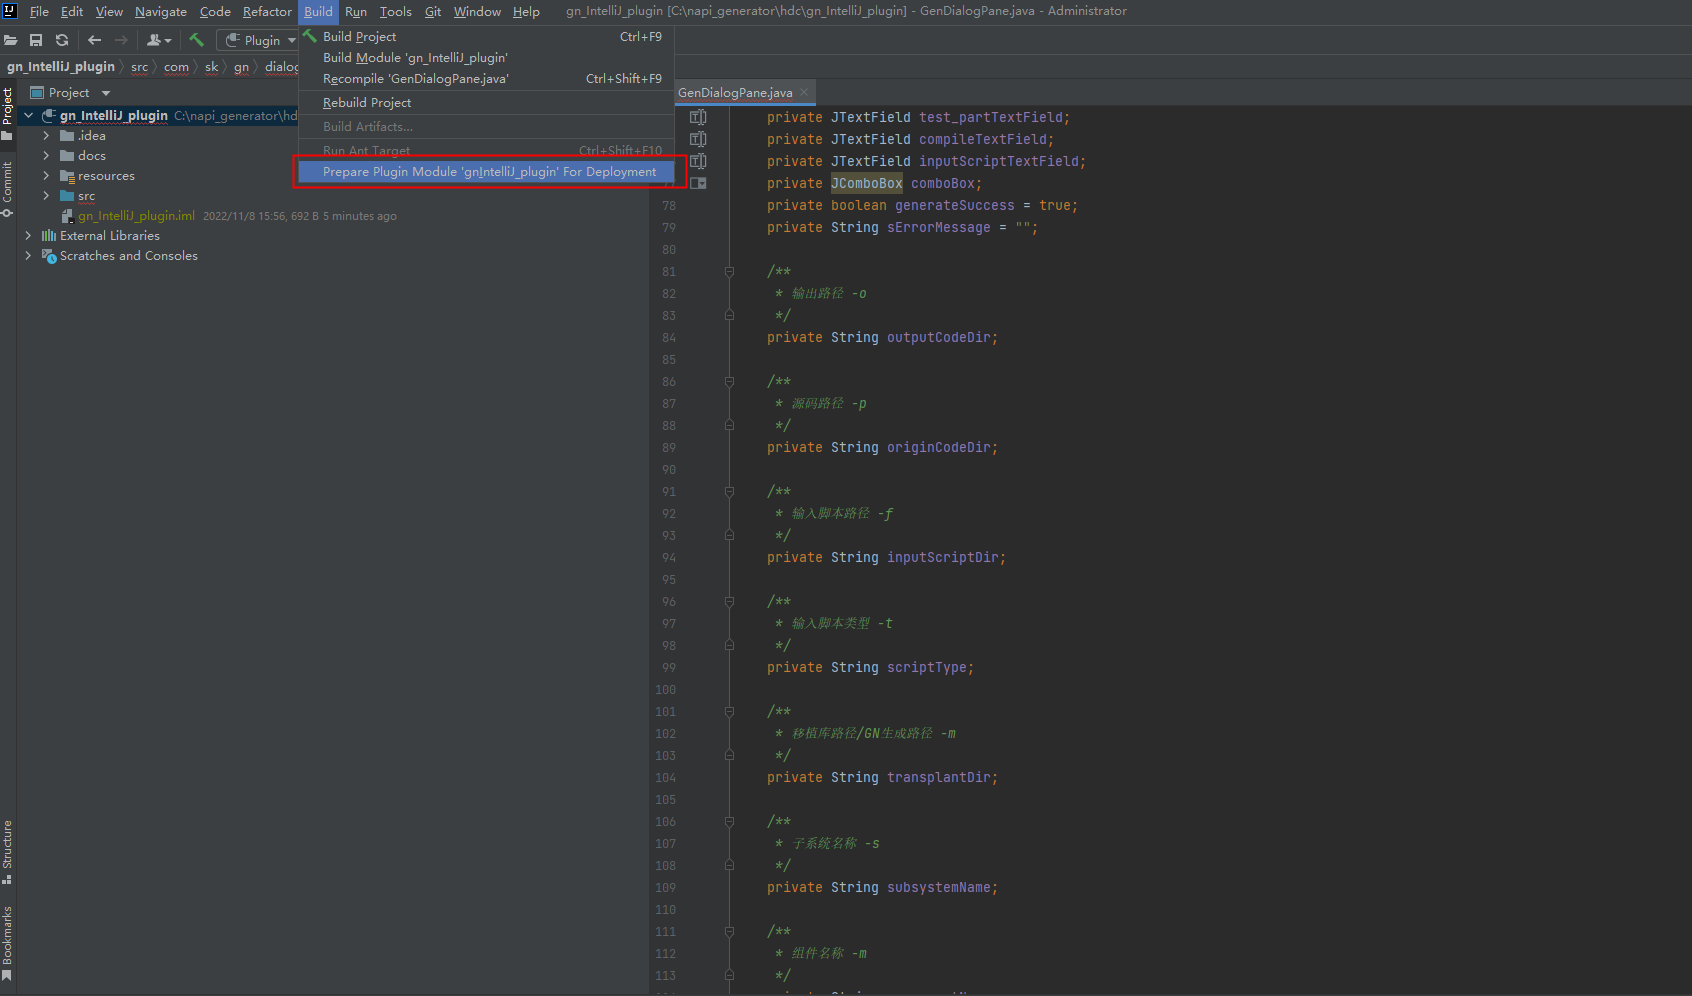 File Edit View Navigate Code Refactor Build Run Tools Git Window Help gn_IntelliJ_plugin [C:\napi_generator\hdc\gn_IntelliJ_plugin] - GenDialogPane.java - Administrator
Plugin
gn_IntelliJ_plugin src com sk gn dialog
Build Project Ctrl+F9
Build Module 'gn_IntelliJ_plugin'
Recompile 'GenDialogPane.java' Ctrl+Shift+F9
Rebuild Project
Build Artifacts...
Run Ant Target Ctrl+Shift+F10
Prepare Plugin Module 'gnIntelliJ_plugin' For Deployment
Project
Commit
Structure
Bookmarks
Project
gn_IntelliJ_plugin C:\napi_generator\hd
.idea
docs
resources
src
gn_IntelliJ_plugin.iml 2022/11/8 15:56, 692 B 5 minutes ago
External Libraries
Scratches and Consoles
GenDialogPane.java
private JTextField test_partTextField;
private JTextField compileTextField;
private JTextField inputScriptTextField;
private JComboBox comboBox;
78 private boolean generateSuccess = true;
79 private String sErrorMessage = "";
80
81 /**
82 * 输出路径 -o
83 */
84 private String outputCodeDir;
85
86 /**
87 * 源码路径 -p
88 */
89 private String originCodeDir;
90
91 /**
92 * 输入脚本路径 -f
93 */
94 private String inputScriptDir;
95
96 /**
97 * 输入脚本类型 -t
98 */
99 private String scriptType;
100
101 /**
102 * 移植库路径/GN生成路径 -m
103 */
104 private String transplantDir;
105
106 /**
107 * 子系统名称 -s
108 */
109 private String subsystemName;
110
111 /**
112 * 组件名称 -m
113 */